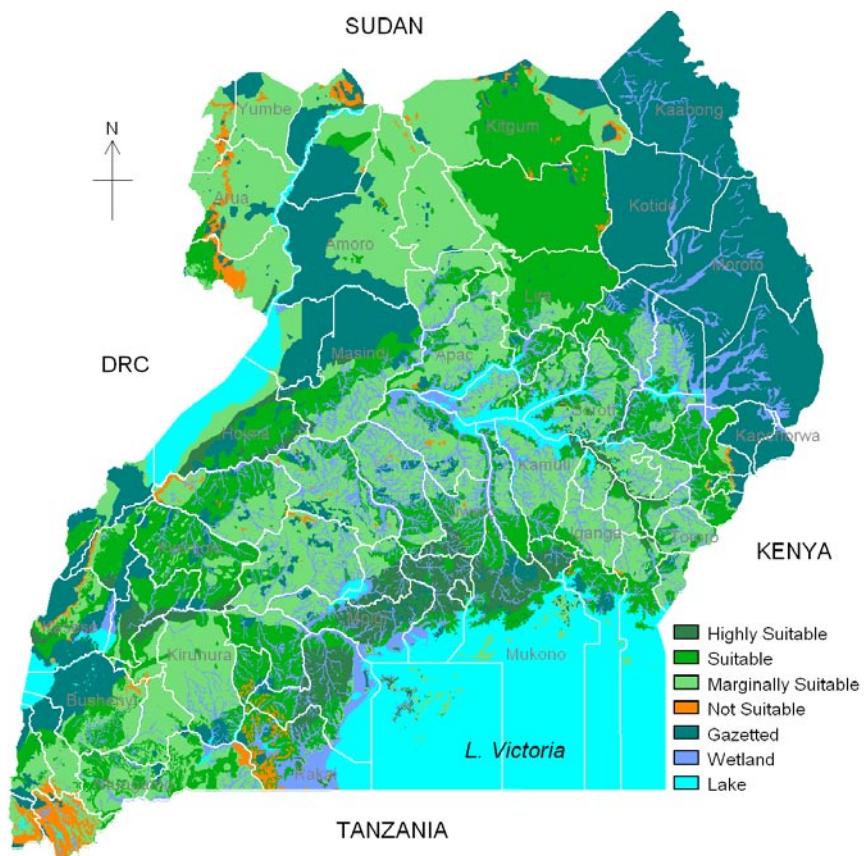 SUDAN
N
Yumbe
Kitgum
Kaabong
Arua
Kotido
Amoro
Moroto
Lira
DRC
Masindi
Apac
Soroti
Hoima
Kapchorwa
Kamuli
Iganga
Tororo
KENYA
Mpigi
Kiruhura
Mukono
Bushenyi
L. Victoria
Rakai
TANZANIA
Highly Suitable
Suitable
Marginally Suitable
Not Suitable
Gazetted
Wetland
Lake